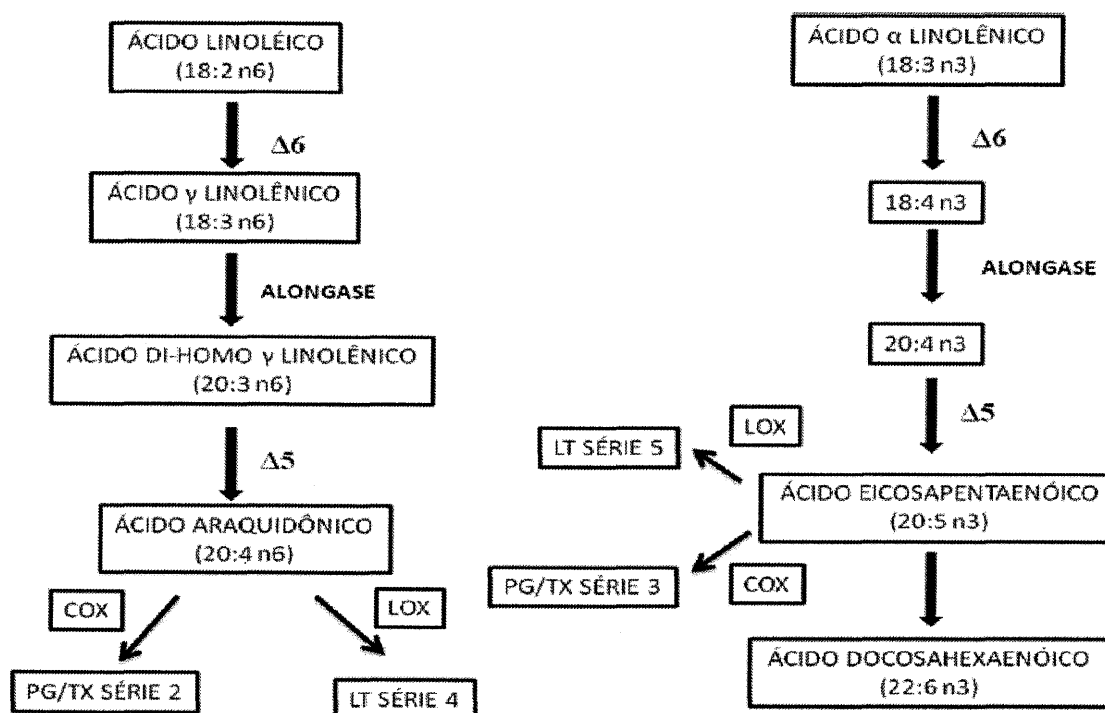 ÁCIDO LINOLÉICO
(18:2 n6)
Δ6
ÁCIDO γ LINOLÊNICO
(18:3 n6)
ALONGASE
ÁCIDO DI-HOMO γ LINOLÊNICO
(20:3 n6)
Δ5
ÁCIDO ARAQUIDÔNICO
(20:4 n6)
COX
LOX
PG/TX SÉRIE 2
LT SÉRIE 4
ÁCIDO α LINOLÊNICO
(18:3 n3)
Δ6
18:4 n3
ALONGASE
20:4 n3
Δ5
LOX
LT SÉRIE 5
ÁCIDO EICOSAPENTAENÓICO
(20:5 n3)
PG/TX SÉRIE 3
COX
ÁCIDO DOCOSAHEXAENÓICO
(22:6 n3)